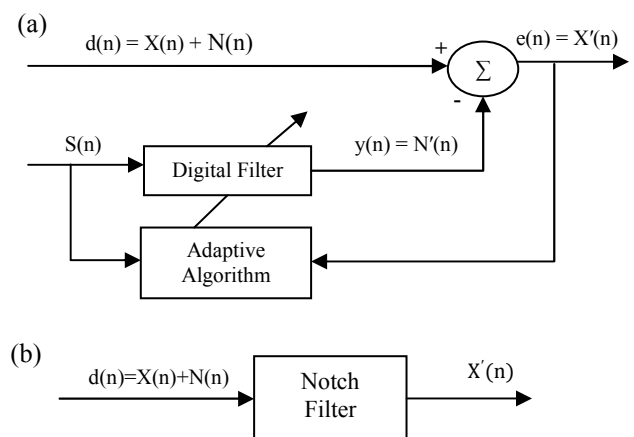 (a)
d(n) = X(n) + N(n)
e(n) = X′(n)
+
∑
-
S(n)
Digital Filter
y(n) = N′(n)
Adaptive
Algorithm
(b)
d(n)=X(n)+N(n)
Notch
Filter
X′(n)